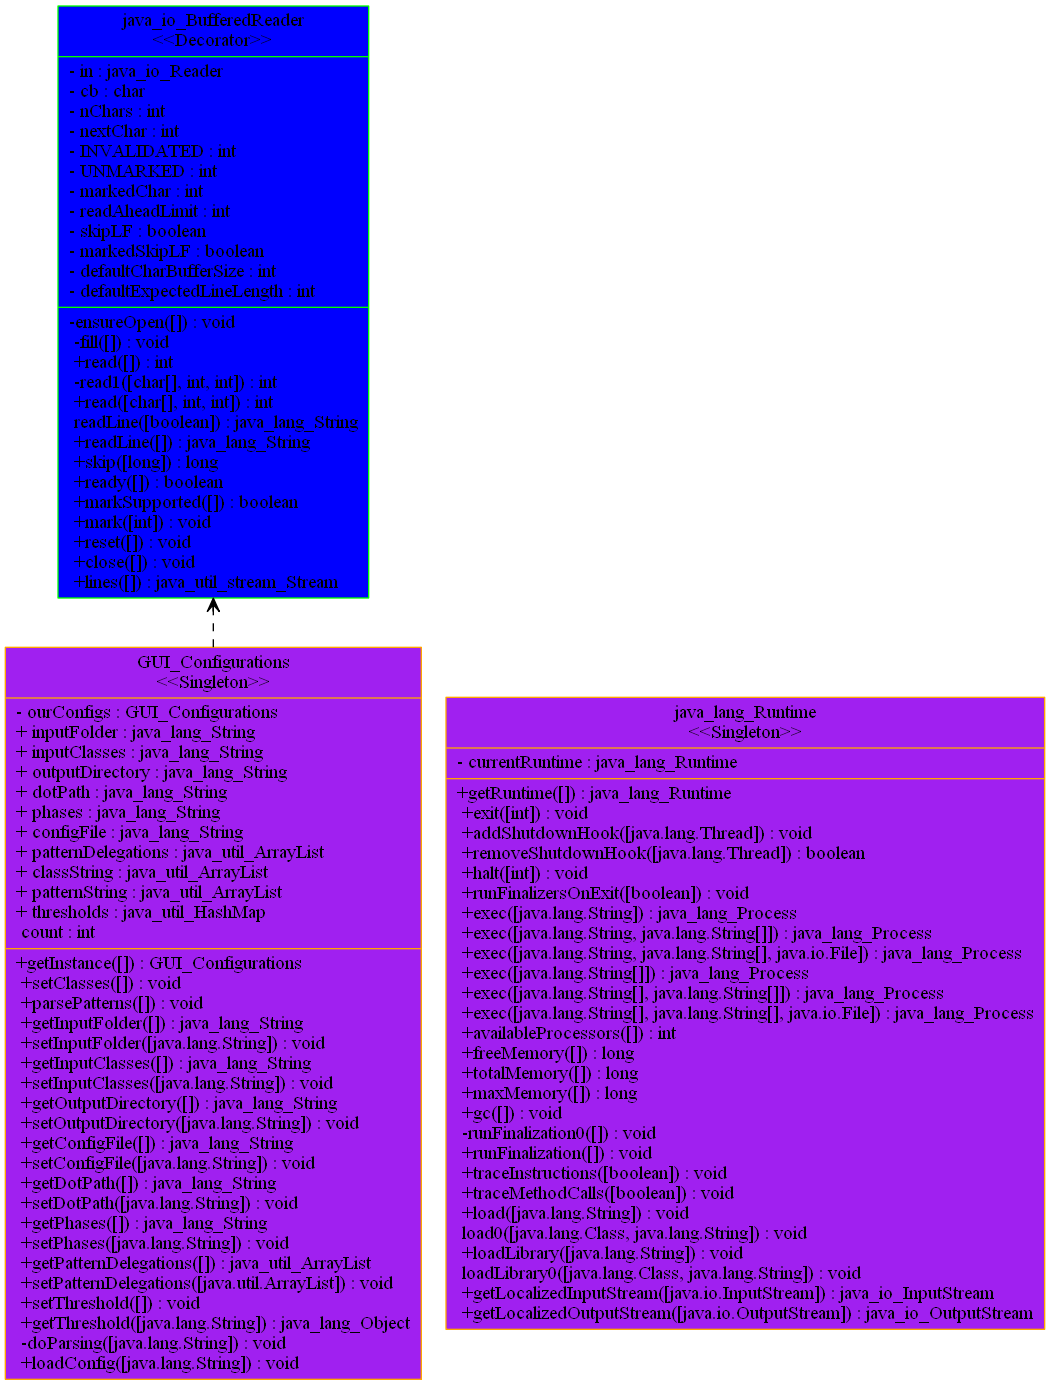 java_io_BufferedReader
<<Decorator>>
- in : java_io_Reader
- cb : char
- nChars : int
- nextChar : int
- INVALIDATED : int
- UNMARKED : int
- markedChar : int
- readAheadLimit : int
- skipLF : boolean
- markedSkipLF : boolean
- defaultCharBufferSize : int
- defaultExpectedLineLength : int
-ensureOpen([]) : void
-fill([]) : void
+read([]) : int
-read1([char[], int, int]) : int
+read([char[], int, int]) : int
readLine([boolean]) : java_lang_String
+readLine([]) : java_lang_String
+skip([long]) : long
+ready([]) : boolean
+markSupported([]) : boolean
+mark([int]) : void
+reset([]) : void
+close([]) : void
+lines([]) : java_util_stream_Stream
GUI_Configurations
<<Singleton>>
- ourConfigs : GUI_Configurations
+ inputFolder : java_lang_String
+ inputClasses : java_lang_String
+ outputDirectory : java_lang_String
+ dotPath : java_lang_String
+ phases : java_lang_String
+ configFile : java_lang_String
+ patternDelegations : java_util_ArrayList
+ classString : java_util_ArrayList
+ patternString : java_util_ArrayList
+ thresholds : java_util_HashMap
count : int
+getInstance([]) : GUI_Configurations
+setClasses([]) : void
+parsePatterns([]) : void
+getInputFolder([]) : java_lang_String
+setInputFolder([java.lang.String]) : void
+getInputClasses([]) : java_lang_String
+setInputClasses([java.lang.String]) : void
+getOutputDirectory([]) : java_lang_String
+setOutputDirectory([java.lang.String]) : void
+getConfigFile([]) : java_lang_String
+setConfigFile([java.lang.String]) : void
+getDotPath([]) : java_lang_String
+setDotPath([java.lang.String]) : void
+getPhases([]) : java_lang_String
+setPhases([java.lang.String]) : void
+getPatternDelegations([]) : java_util_ArrayList
+setPatternDelegations([java.util.ArrayList]) : void
+setThreshold([]) : void
+getThreshold([java.lang.String]) : java_lang_Object
-doParsing([java.lang.String]) : void
+loadConfig([java.lang.String]) : void
java_lang_Runtime
<<Singleton>>
- currentRuntime : java_lang_Runtime
+getRuntime([]) : java_lang_Runtime
+exit([int]) : void
+addShutdownHook([java.lang.Thread]) : void
+removeShutdownHook([java.lang.Thread]) : boolean
+halt([int]) : void
+runFinalizersOnExit([boolean]) : void
+exec([java.lang.String]) : java_lang_Process
+exec([java.lang.String, java.lang.String[]]) : java_lang_Process
+exec([java.lang.String, java.lang.String[], java.io.File]) : java_lang_Process
+exec([java.lang.String[]]) : java_lang_Process
+exec([java.lang.String[], java.lang.String[]]) : java_lang_Process
+exec([java.lang.String[], java.lang.String[], java.io.File]) : java_lang_Process
+availableProcessors([]) : int
+freeMemory([]) : long
+totalMemory([]) : long
+maxMemory([]) : long
+gc([]) : void
-runFinalization0([]) : void
+runFinalization([]) : void
+traceInstructions([boolean]) : void
+traceMethodCalls([boolean]) : void
+load([java.lang.String]) : void
load0([java.lang.Class, java.lang.String]) : void
+loadLibrary([java.lang.String]) : void
loadLibrary0([java.lang.Class, java.lang.String]) : void
+getLocalizedInputStream([java.io.InputStream]) : java_io_InputStream
+getLocalizedOutputStream([java.io.OutputStream]) : java_io_OutputStream